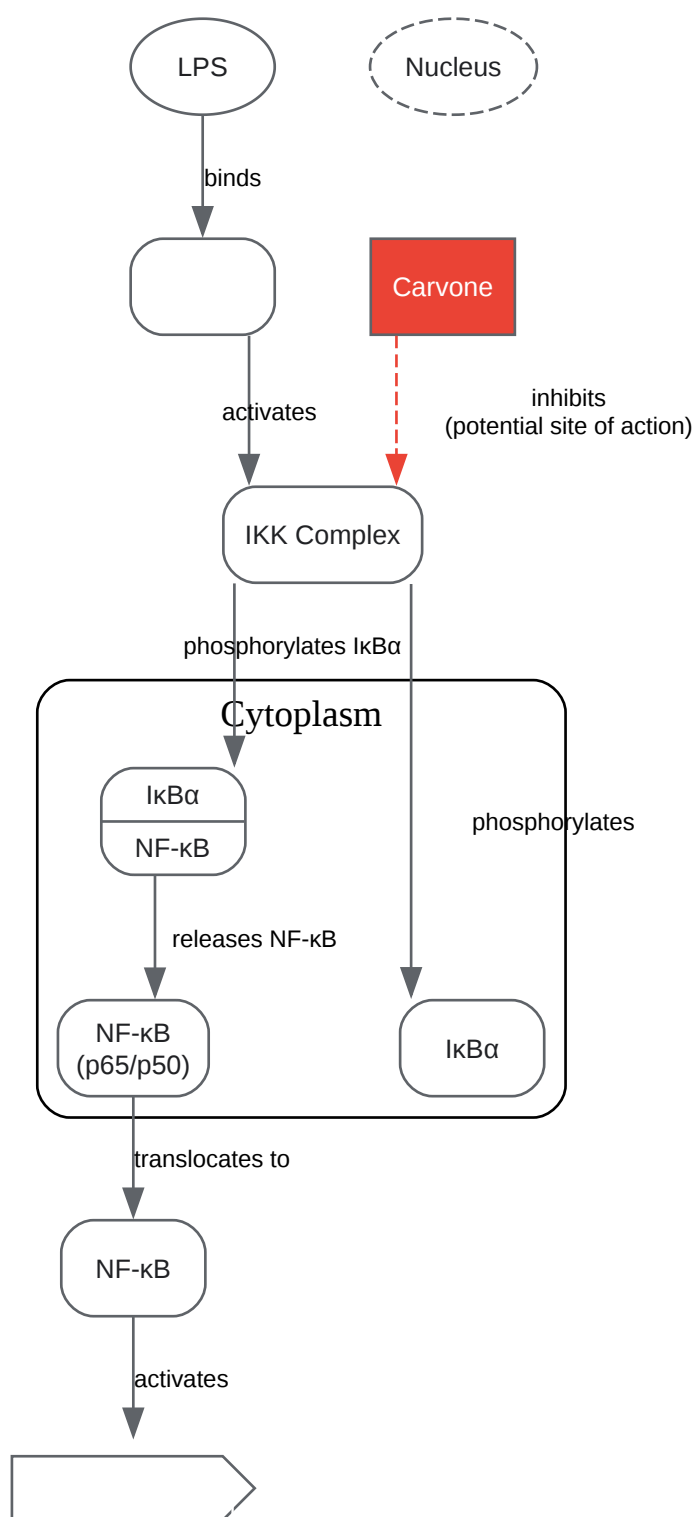 LPS
Nucleus
binds
Carvone
activates
inhibits
(potential site of action)
IKK Complex
phosphorylates IκBα
Cytoplasm
IκBα
NF-κB
phosphorylates
releases NF-κB
NF-κB
(p65/p50)
IκBα
translocates to
NF-κB
activates